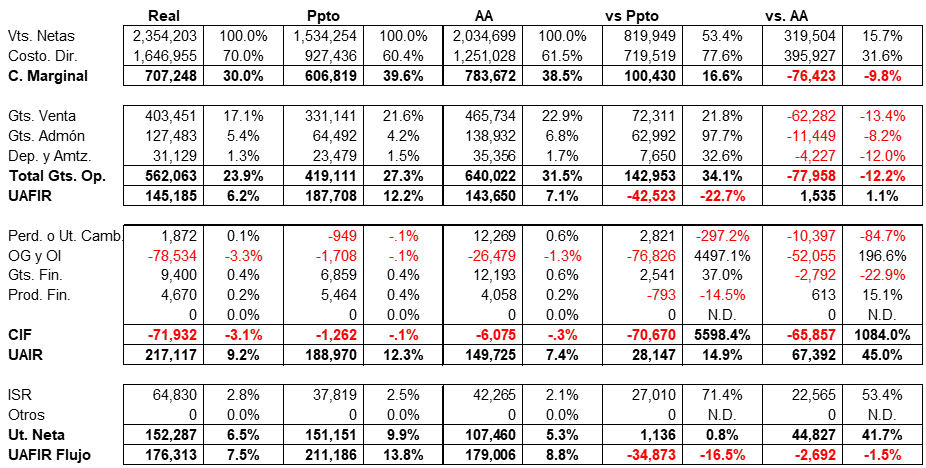 Real Ppto AA vs Ppto vs. AA
Vts. Netas 2,354,203 100.0% 1,534,254 100.0% 2,034,699 100.0% 819,949 53.4% 319,504 15.7%
Costo. Dir. 1,646,955 70.0% 927,436 60.4% 1,251,028 61.5% 719,519 77.6% 395,927 31.6%
C. Marginal 707,248 30.0% 606,819 39.6% 783,672 38.5% 100,430 16.6% -76,423 -9.8%
Gts. Venta 403,451 17.1% 331,141 21.6% 465,734 22.9% 72,311 21.8% -62,282 -13.4%
Gts. Admón 127,483 5.4% 64,492 4.2% 138,932 6.8% 62,992 97.7% -11,449 -8.2%
Dep. y Amtz. 31,129 1.3% 23,479 1.5% 35,356 1.7% 7,650 32.6% -4,227 -12.0%
Total Gts. Op. 562,063 23.9% 419,111 27.3% 640,022 31.5% 142,953 34.1% -77,958 -12.2%
UAFIR 145,185 6.2% 187,708 12.2% 143,650 7.1% -42,523 -22.7% 1,535 1.1%
Perd. o Ut. Camb. 1,872 0.1% -949 -.1% 12,269 0.6% 2,821 -297.2% -10,397 -84.7%
OG y OI -78,534 -3.3% -1,708 -.1% -26,479 -1.3% -76,826 4497.1% -52,055 196.6%
Gts. Fin. 9,400 0.4% 6,859 0.4% 12,193 0.6% 2,541 37.0% -2,792 -22.9%
Prod. Fin. 4,670 0.2% 5,464 0.4% 4,058 0.2% -793 -14.5% 613 15.1%
0 0.0% 0 0.0% 0 0.0% 0 N.D. 0 N.D.
CIF -71,932 -3.1% -1,262 -.1% -6,075 -.3% -70,670 5598.4% -65,857 1084.0%
UAIR 217,117 9.2% 188,970 12.3% 149,725 7.4% 28,147 14.9% 67,392 45.0%
ISR 64,830 2.8% 37,819 2.5% 42,265 2.1% 27,010 71.4% 22,565 53.4%
Otros 0 0.0% 0 0.0% 0 0.0% 0 N.D. 0 N.D.
Ut. Neta 152,287 6.5% 151,151 9.9% 107,460 5.3% 1,136 0.8% 44,827 41.7%
UAFIR Flujo 176,313 7.5% 211,186 13.8% 179,006 8.8% -34,873 -16.5% -2,692 -1.5%